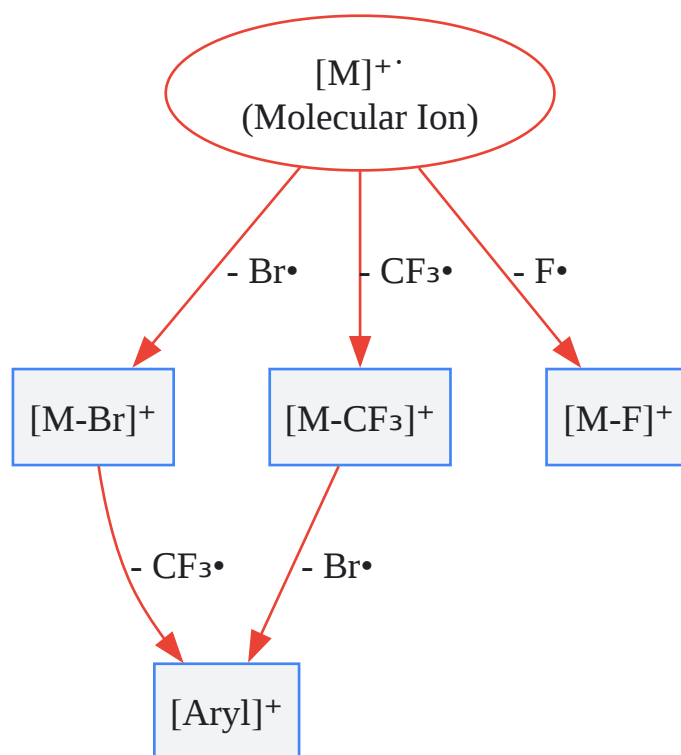 [M]⁺˙
(Molecular Ion)
- Br•
- CF₃•
- F•
[M-Br]⁺
[M-CF₃]⁺
[M-F]⁺
- CF₃•
- Br•
[Aryl]⁺